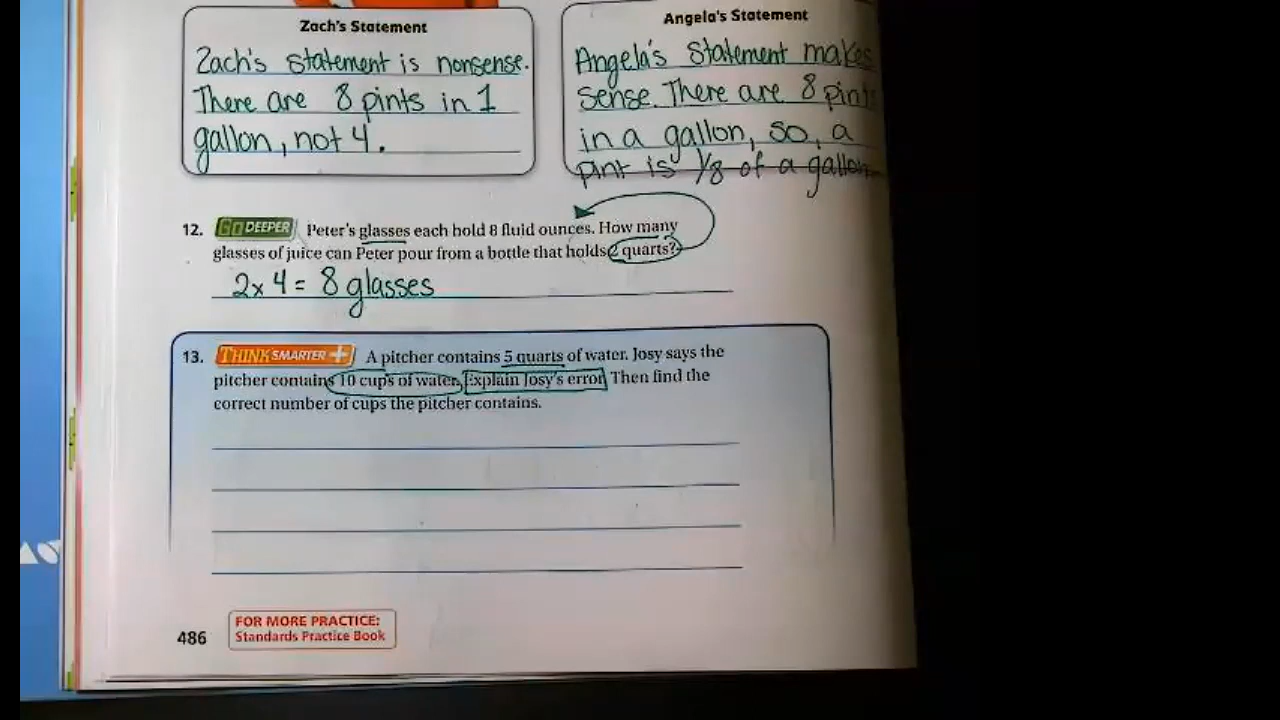 Zach's Statement
Zach's statement is nonsense.
There are 8 pints in 1
gallon, not 4.
Angela's Statement
Angela's statement makes
sense. There are 8 pint
in a gallon, so, a
pint is 1/8 of a gallon
12. GO DEEPER Peter's glasses each hold 8 fluid ounces. How many
glasses of juice can Peter pour from a bottle that holds 2 quarts?
2x4= 8 glasses
13. THINK SMARTER + A pitcher contains 5 quarts of water. Josy says the
pitcher contains 10 cups of water. Explain Josy's error. Then find the
correct number of cups the pitcher contains.
486
FOR MORE PRACTICE:
Standards Practice Book